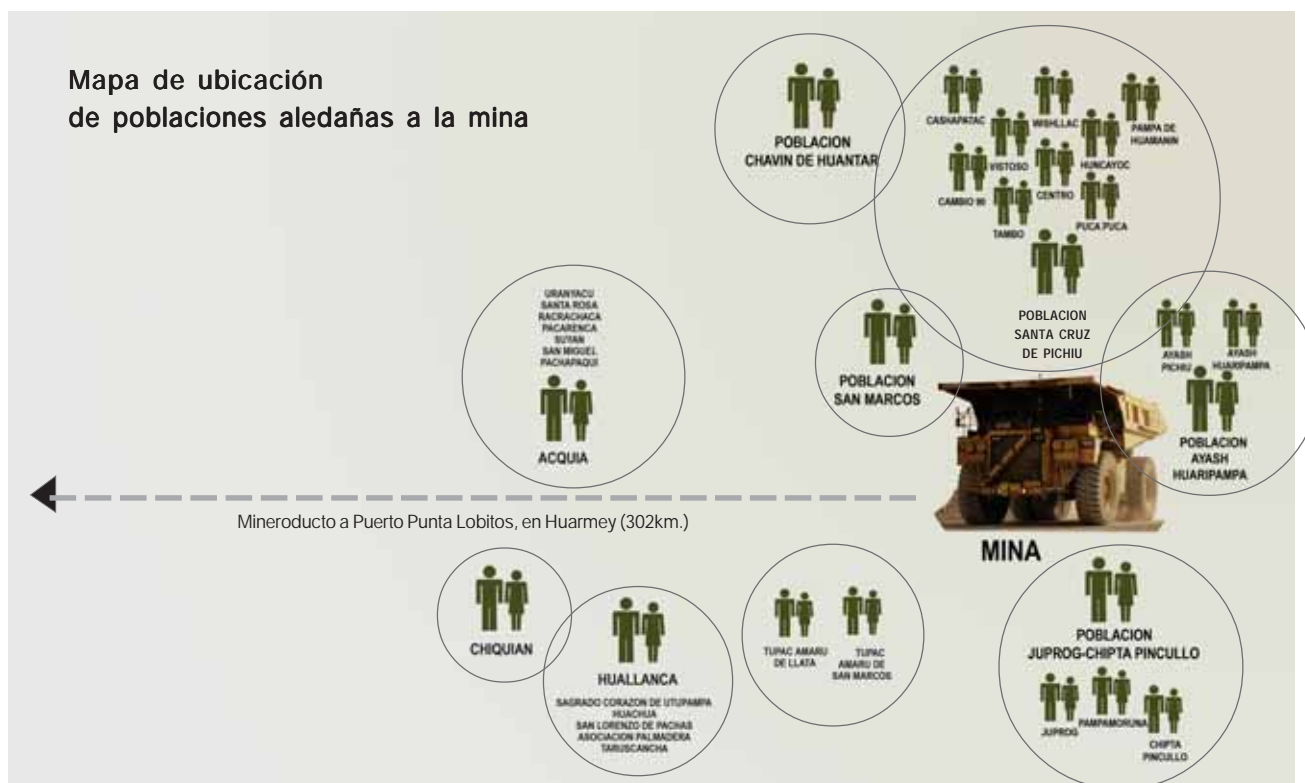 Mapa de ubicación
de poblaciones aledañas a la mina
POBLACION
CHAVIN DE HUANTAR
CASHAPATAC
WISHLLAC
PAMPA DE
HUAMANIN
VISTOSO
HUNCAYOC
CAMBIO 90
CENTRO
TAMBO
PUCA PUCA
POBLACION
SANTA CRUZ
DE PICHIU
URANYACU
SANTA ROSA
RACRACHACA
PACARENCA
SUYAN
SAN MIGUEL
PACHAPAQUI
ACQUIA
POBLACION
SAN MARCOS
AYASH
PICHIU
AYASH
HUARIPAMPA
POBLACION
AYASH
HUARIPAMPA
Mineroducto a Puerto Punta Lobitos, en Huarmey (302km.)
MINA
CHIQUIAN
HUALLANCA
SAGRADO CORAZON DE UTUPAMPA
HUACHUA
SAN LORENZO DE PACHAS
ASOCIACION PALMADERA
TARUSCANCHA
TUPAC AMARU
DE LLATA
TUPAC
AMARU DE
SAN MARCOS
POBLACION
JUPROG-CHIPTA PINCULLO
JUPROG
PAMPAMORUNA
CHIPTA
PINCULLO